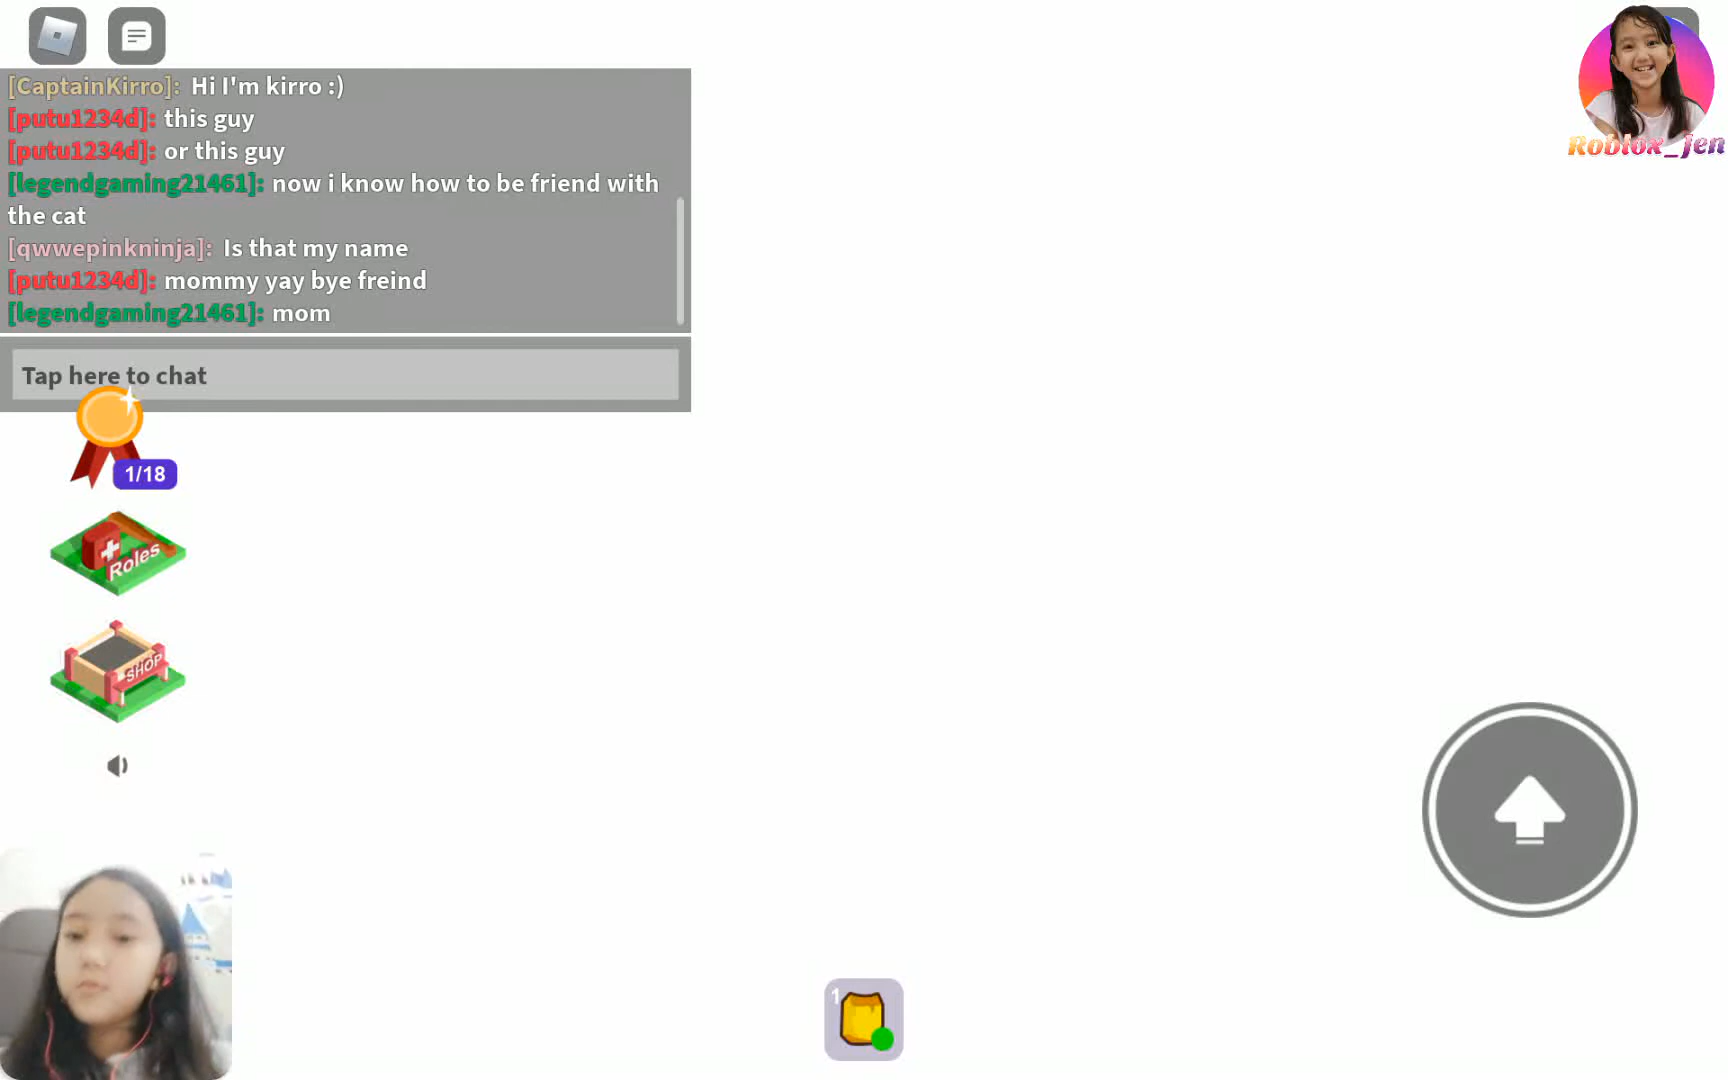 [CaptainKirro]: Hi I'm kirro :)
[putu1234d]: this guy
[putu1234d]: or this guy
[legendgaming21461]: now i know how to be friend with
the cat
[qwwepinkninja]: Is that my name
[putu1234d]: mommy yay bye freind
[legendgaming21461]: mom
Tap here to chat
Roblox_jen
1/18
Roles
SHOP
1